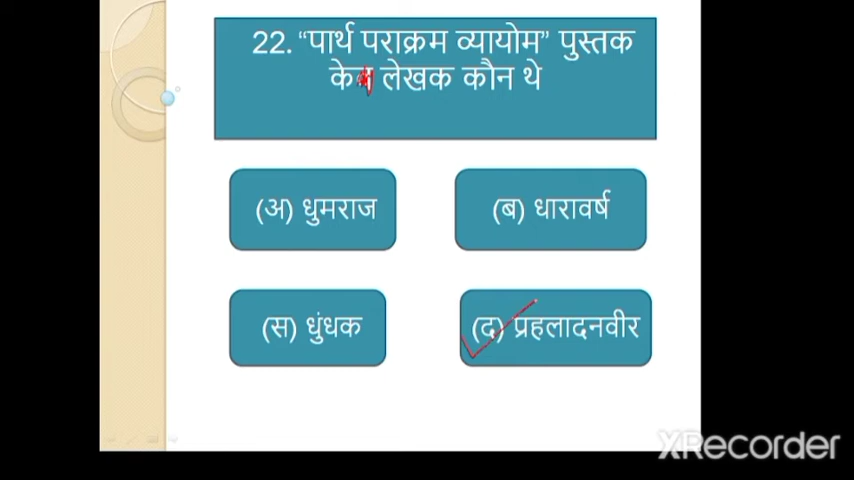 22. “पार्थ पराक्रम व्यायोम” पुस्तक
के लेखक कौन थे
(अ) धुमराज
(ब) धारावर्ष
(स) धुंधक
(द) प्रहलादनवीर
XRecorder